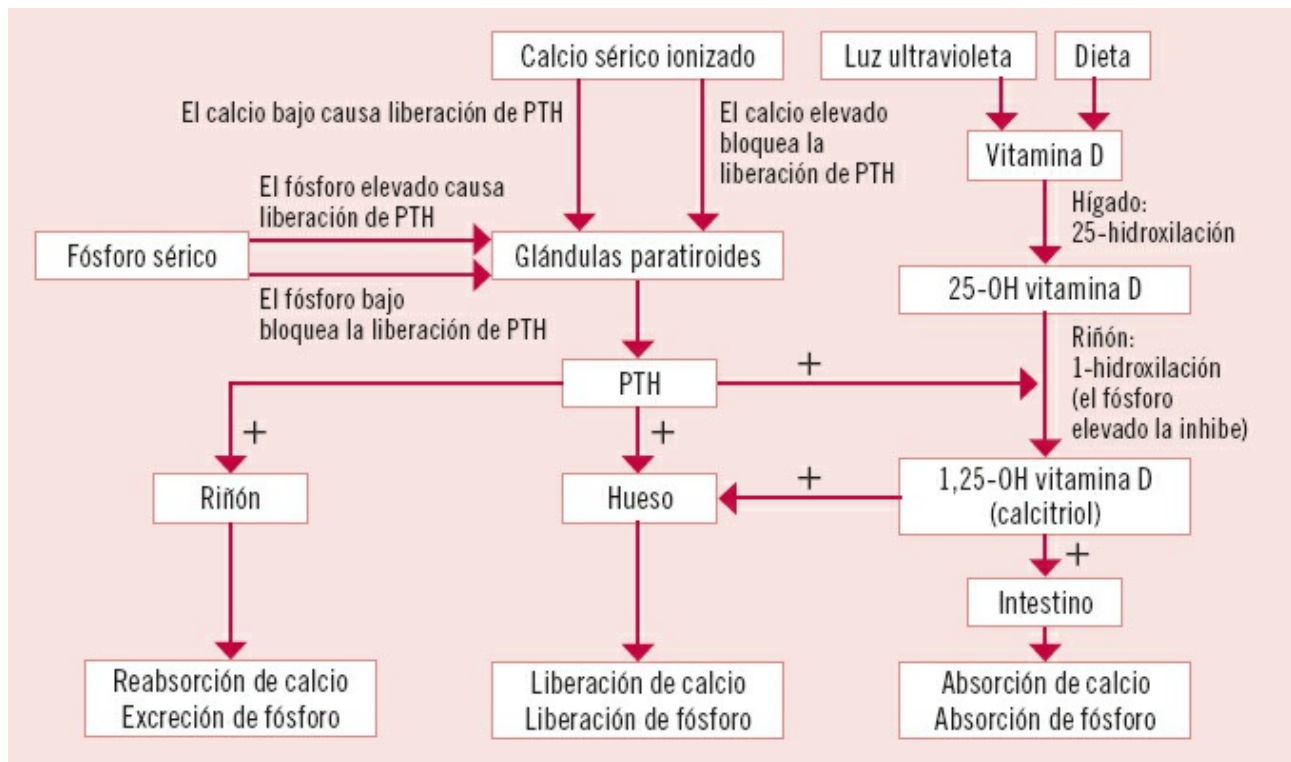 Calcio sérico ionizado
Luz ultravioleta
Dieta
El calcio bajo causa liberación de PTH
El calcio elevado
bloquea la
liberación de PTH
Vitamina D
El fósforo elevado causa
liberación de PTH
Hígado:
25-hidroxilación
Fósforo sérico
Glándulas paratiroides
El fósforo bajo
bloquea la liberación de PTH
25-OH vitamina D
Riñón:
1-hidroxilación
(el fósforo
elevado la inhibe)
PTH
+
+
+
Riñón
Hueso
+
1,25-OH vitamina D
(calcitriol)
+
Intestino
Reabsorción de calcio
Excreción de fósforo
Liberación de calcio
Liberación de fósforo
Absorción de calcio
Absorción de fósforo